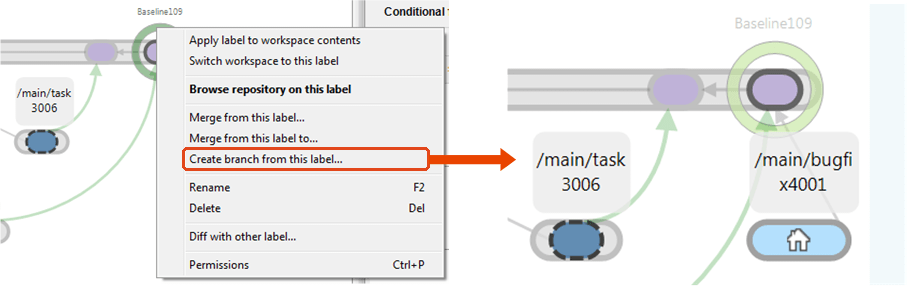 Baseline109
/main/task
3006
Conditional
Apply label to workspace contents
Switch workspace to this label
Browse repository on this label
Merge from this label...
Merge from this label to...
Create branch from this label...
Rename F2
Delete Del
Diff with other label...
Permissions Ctrl+P
Baseline109
/main/task
3006
/main/bugfi
x4001